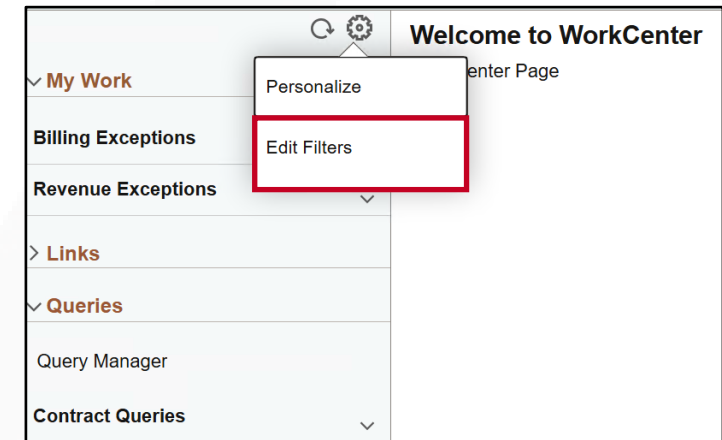 Welcome to WorkCenter
enter Page
My Work
Personalize
Billing Exceptions
Edit Filters
Revenue Exceptions
Links
Queries
Query Manager
Contract Queries